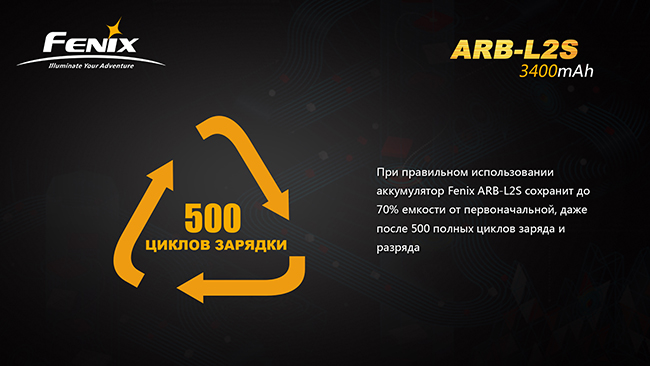 FENIX
Illuminate Your Adventure
ARB-L2S
3400mAh
500
ЦИКЛОВ ЗАРЯДКИ
При правильном использовании
аккумулятор Fenix ARB-L2S сохранит до
70% емкости от первоначальной, даже
после 500 полных циклов заряда и
разряда